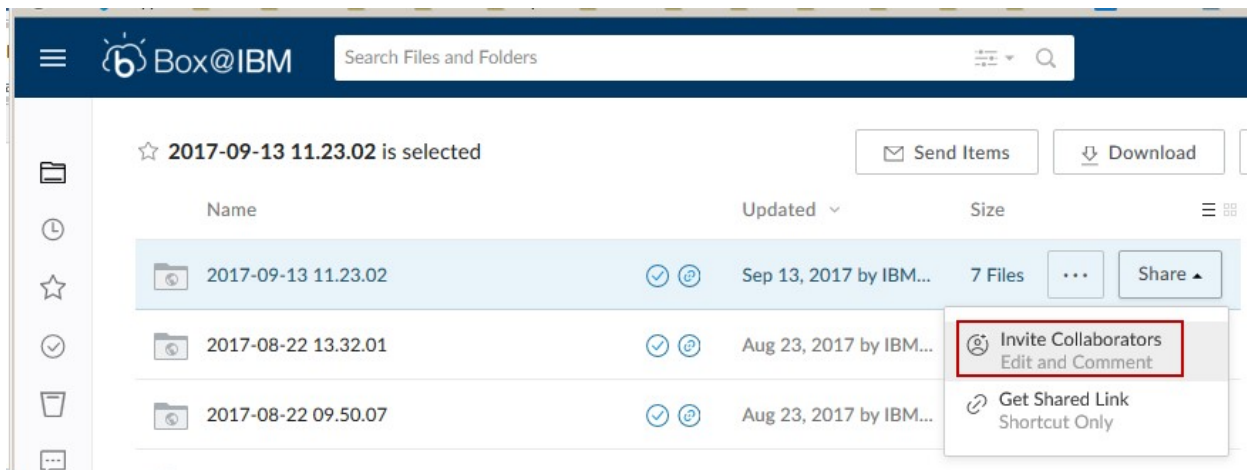 Box@IBM
Search Files and Folders
2017-09-13 11.23.02 is selected
Send Items
Download
Name
Updated
Size
2017-09-13 11.23.02
Sep 13, 2017 by IBM...
7 Files
...
Share
2017-08-22 13.32.01
Aug 23, 2017 by IBM...
Invite Collaborators
Edit and Comment
2017-08-22 09.50.07
Aug 23, 2017 by IBM...
Get Shared Link
Shortcut Only